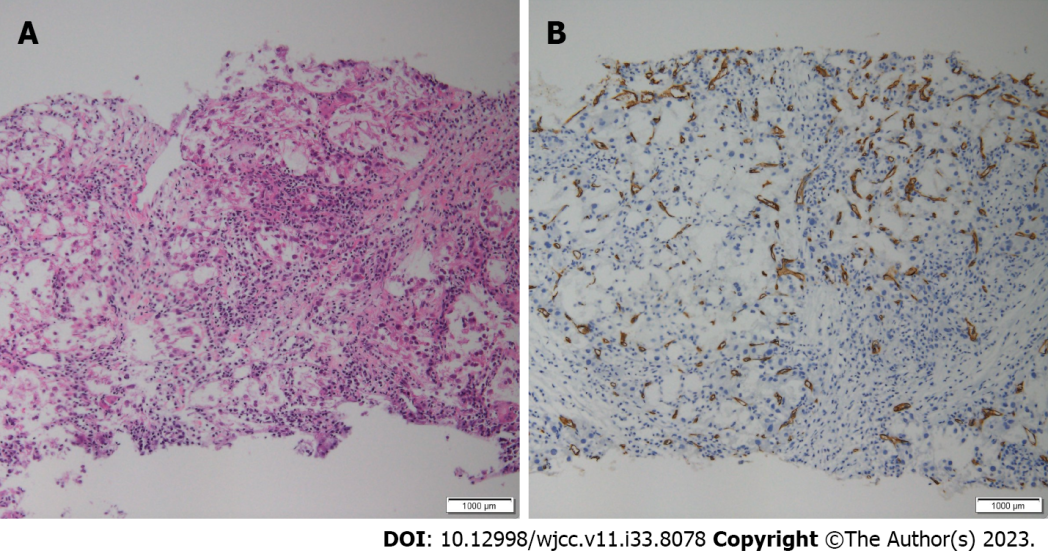 A
B
1000 µm
1000 µm
DOI: 10.12998/wjcc.v11.i33.8078 Copyright ©The Author(s) 2023.